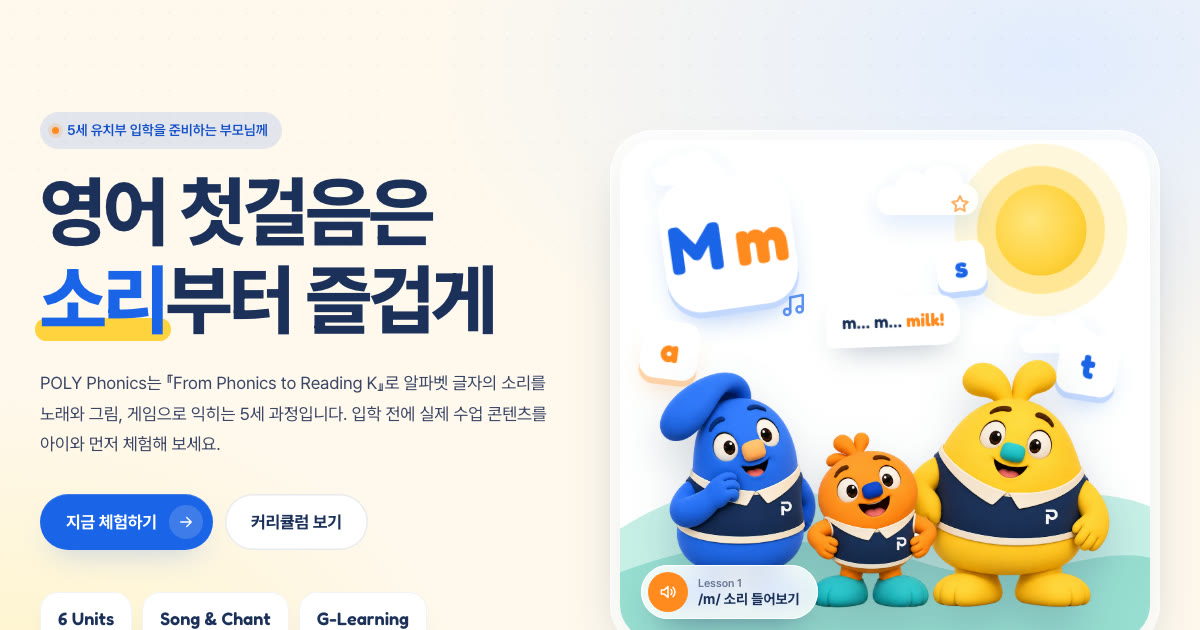 5세 유치부 입학을 준비하는 부모님께
영어 첫걸음은
소리부터 즐겁게
POLY Phonics는 『From Phonics to Reading K』로 알파벳 글자의 소리를
노래와 그림, 게임으로 익히는 5세 과정입니다. 입학 전에 실제 수업 콘텐츠를
아이와 먼저 체험해 보세요.
지금 체험하기
커리큘럼 보기
6 Units
Song & Chant
G-Learning
M m
s
m... m... milk!
a
t
P
P
P
Lesson 1
/m/ 소리 들어보기